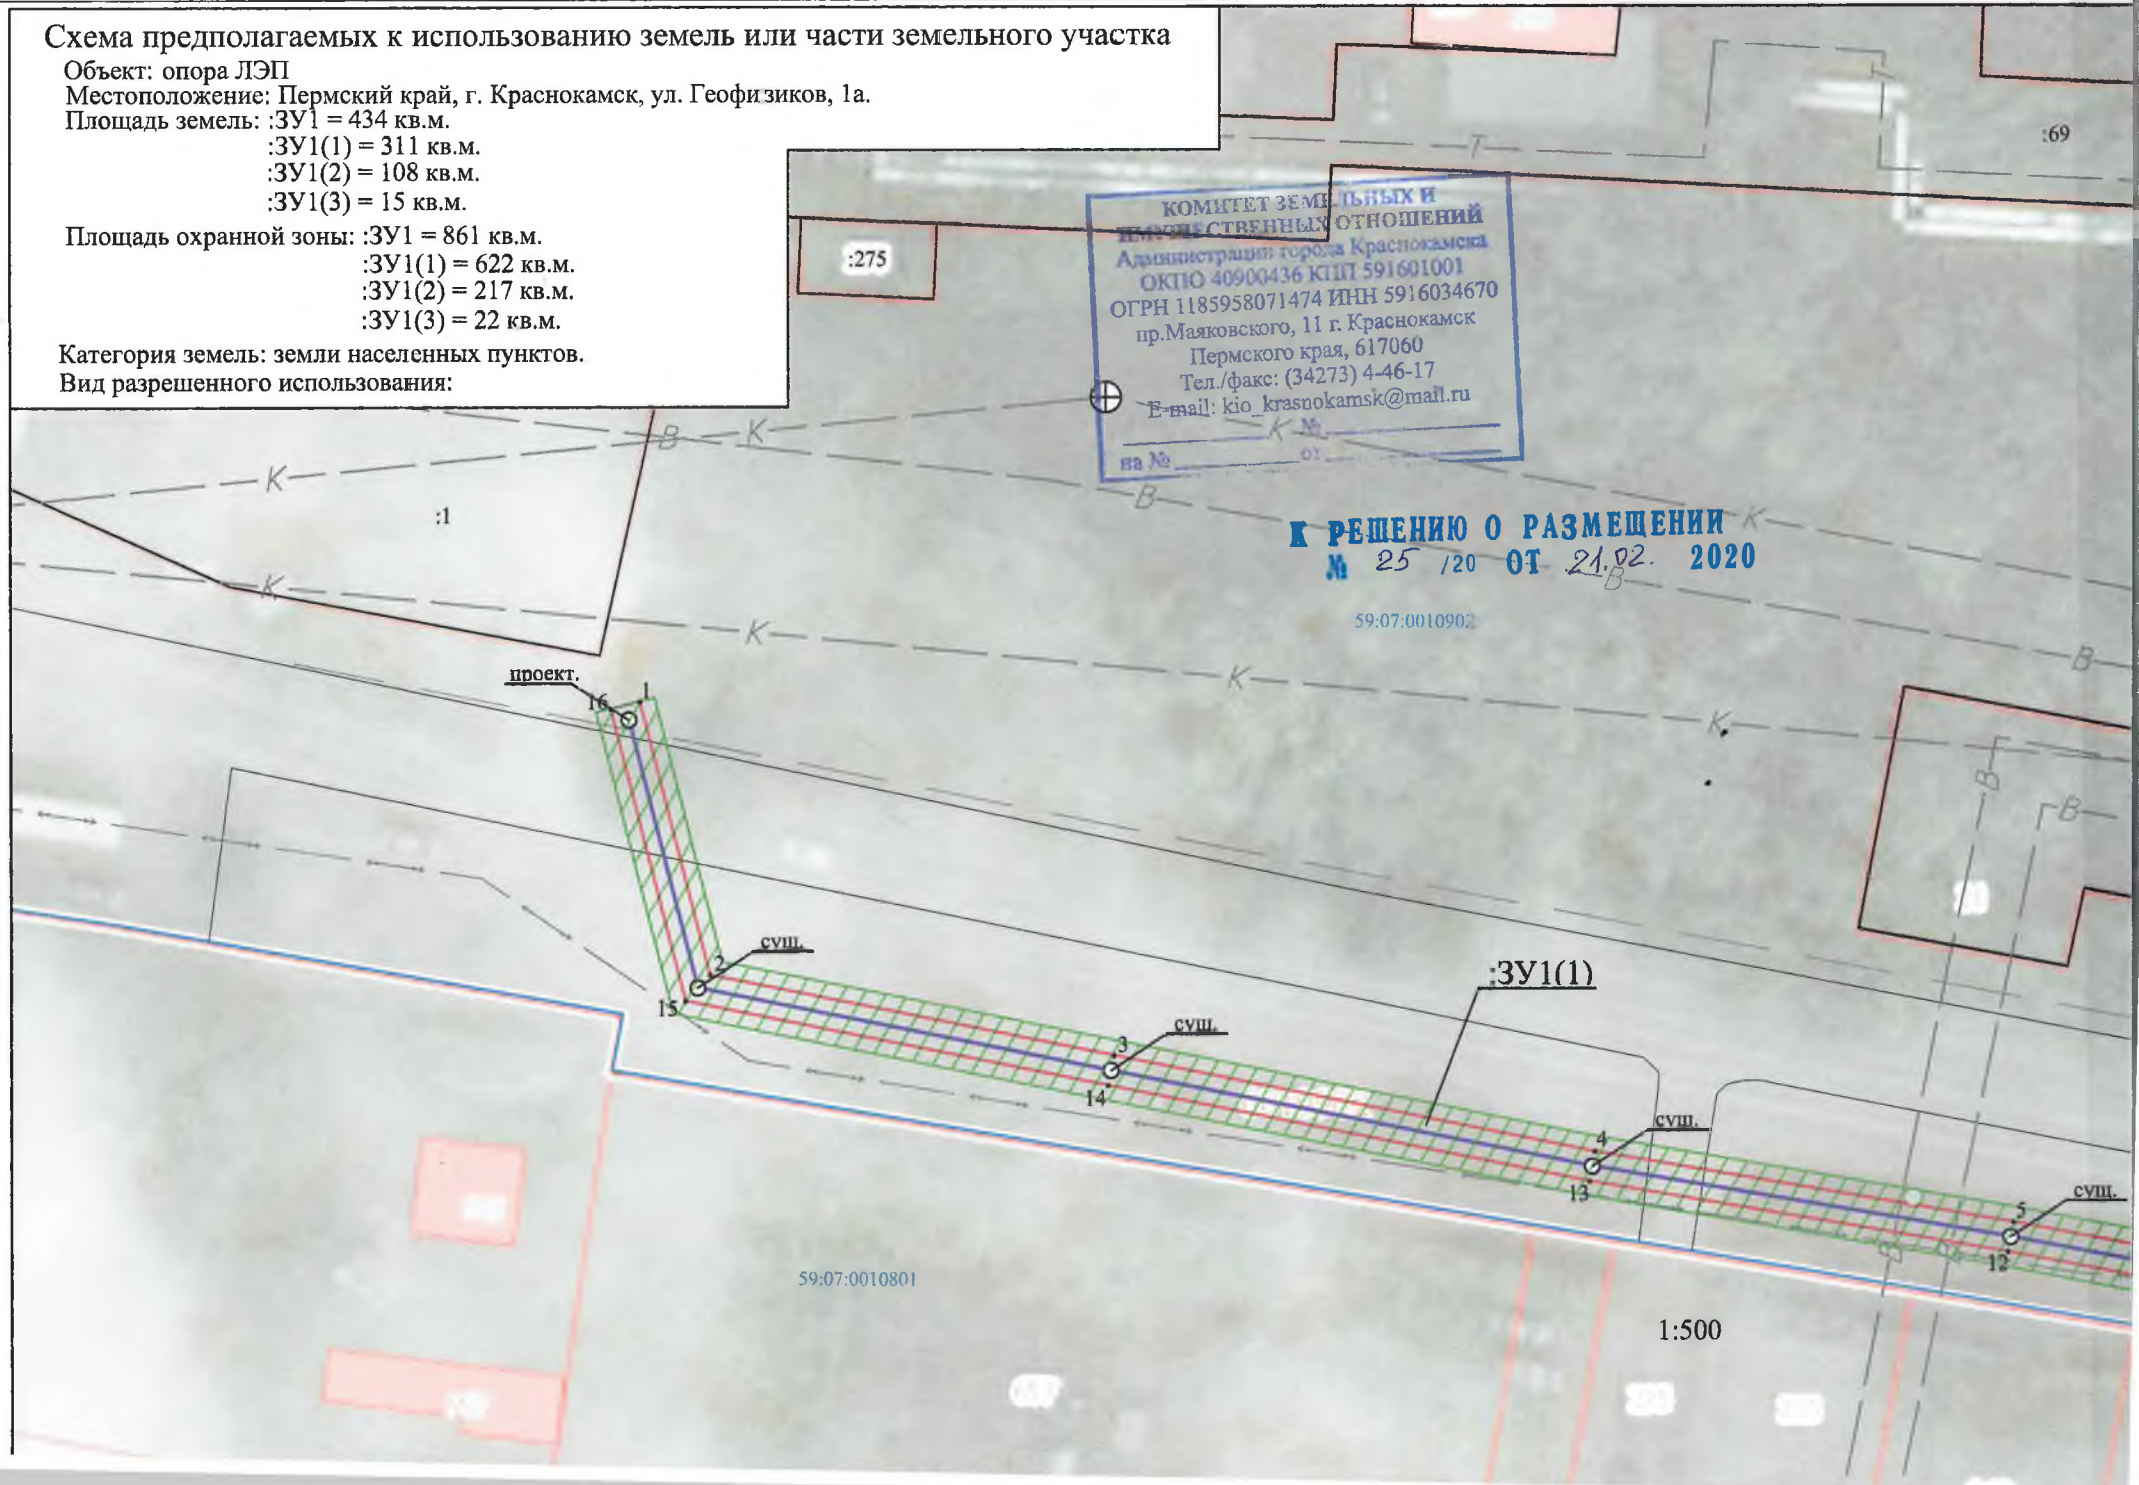 Схема предполагаемых к использованию земель или части земельного участка
Объект: опора ЛЭП
Местоположение: Пермский край, г. Краснокамск, ул. Геофизиков, 1а.
Площадь земель: :ЗУ1 = 434 кв.м.
:ЗУ1(1) = 311 кв.м.
:ЗУ1(2) = 108 кв.м.
:ЗУ1(3) = 15 кв.м.
Площадь охранной зоны: :ЗУ1 = 861 кв.м.
:ЗУ1(1) = 622 кв.м.
:ЗУ1(2) = 217 кв.м.
:ЗУ1(3) = 22 кв.м.
Категория земель: земли населенных пунктов.
Вид разрешенного использования:
Т
:69
:275
КОМИТЕТ ЗЕМЕЛЬНЫХ И
ИМУЩЕСТВЕННЫХ ОТНОШЕНИЙ
Администрации города Краснокамска
ОКПО 40900436 КПП 591601001
ОГРН 1185958071474 ИНН 5916034670
пр.Маяковского, 11 г. Краснокамск
Пермского края, 617060
Тел./факс: (34273) 4-46-17
E-mail: kio_krasnokamsk@mail.ru
№
на № от
В К К
К
:1
В
К
К РЕШЕНИЮ О РАЗМЕЩЕНИИ
№ 25 /20 ОТ 21.02. 2020
В
59:07:0010902
К
К
В
К
К
проект.
16
1
В
В
сущ.
2
15
:ЗУ1(1)
сущ.
3
14
сущ.
4
13
сущ.
5
12
В
В
59:07:0010801
1:500